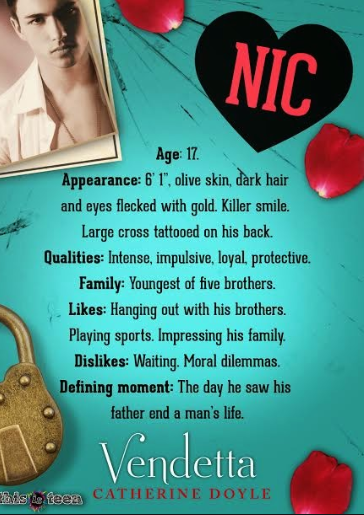 NIC
Age: 17.
Appearance: 6' 1", olive skin, dark hair
and eyes flecked with gold. Killer smile.
Large cross tattooed on his back.
Qualities: Intense, impulsive, loyal, protective.
Family: Youngest of five brothers.
Likes: Hanging out with his brothers.
Playing sports. Impressing his family.
Dislikes: Waiting. Moral dilemmas.
Defining moment: The day he saw his
father end a man's life.
Vendetta
CATHERINE DOYLE
this is teen